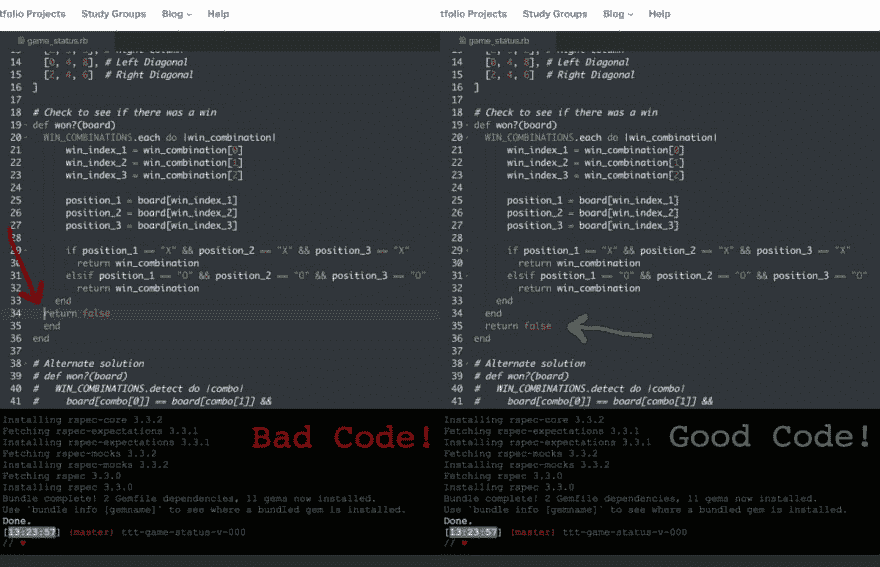 tfolio Projects Study Groups Blog Help
game_status.rb
14 [0, 4, 8], # Left Diagonal
15 [2, 4, 6] # Right Diagonal
16 ]
17
18 # Check to see if there was a win
19 def won?(board)
20 WIN_COMBINATIONS.each do |win_combination|
21 win_index_1 = win_combination[0]
22 win_index_2 = win_combination[1]
23 win_index_3 = win_combination[2]
24
25 position_1 = board[win_index_1]
26 position_2 = board[win_index_2]
27 position_3 = board[win_index_3]
28
29 if position_1 == "X" && position_2 == "X" && position_3 == "X"
30 return win_combination
31 elsif position_1 == "O" && position_2 == "O" && position_3 == "O"
32 return win_combination
33 end
34 return false
35 end
36 end
37
38 # Alternate solution
39 # def won?(board)
40 # WIN_COMBINATIONS.detect do |combo|
41 # board[combo[0]] == board[combo[1]] &&
Installing rspec-core 3.3.2
Fetching rspec-expectations 3.3.1
Installing rspec-expectations 3.3.1
Fetching rspec-mocks 3.3.2
Installing rspec-mocks 3.3.2
Fetching rspec 3.3.0
Installing rspec 3.3.0
Bundle complete! 2 Gemfile dependencies, 11 gems now installed.
Use `bundle info [gemname]` to see where a bundled gem is installed.
Done.
[13:23:57] (master) ttt-game-status-v-000
// ♥
Bad Code!
tfolio Projects Study Groups Blog Help
game_status.rb
14 [0, 4, 8], # Left Diagonal
15 [2, 4, 6] # Right Diagonal
16 ]
17
18 # Check to see if there was a win
19 def won?(board)
20 WIN_COMBINATIONS.each do |win_combination|
21 win_index_1 = win_combination[0]
22 win_index_2 = win_combination[1]
23 win_index_3 = win_combination[2]
24
25 position_1 = board[win_index_1]
26 position_2 = board[win_index_2]
27 position_3 = board[win_index_3]
28
29 if position_1 == "X" && position_2 == "X" && position_3 == "X"
30 return win_combination
31 elsif position_1 == "O" && position_2 == "O" && position_3 == "O"
32 return win_combination
33 end
34 end
35 return false
36 end
37
38 # Alternate solution
39 # def won?(board)
40 # WIN_COMBINATIONS.detect do |combo|
41 # board[combo[0]] == board[combo[1]] &&
Installing rspec-core 3.3.2
Fetching rspec-expectations 3.3.1
Installing rspec-expectations 3.3.1
Fetching rspec-mocks 3.3.2
Installing rspec-mocks 3.3.2
Fetching rspec 3.3.0
Installing rspec 3.3.0
Bundle complete! 2 Gemfile dependencies, 11 gems now installed.
Use `bundle info [gemname]` to see where a bundled gem is installed.
Done.
[13:23:57] (master) ttt-game-status-v-000
// ♥
Good Code!